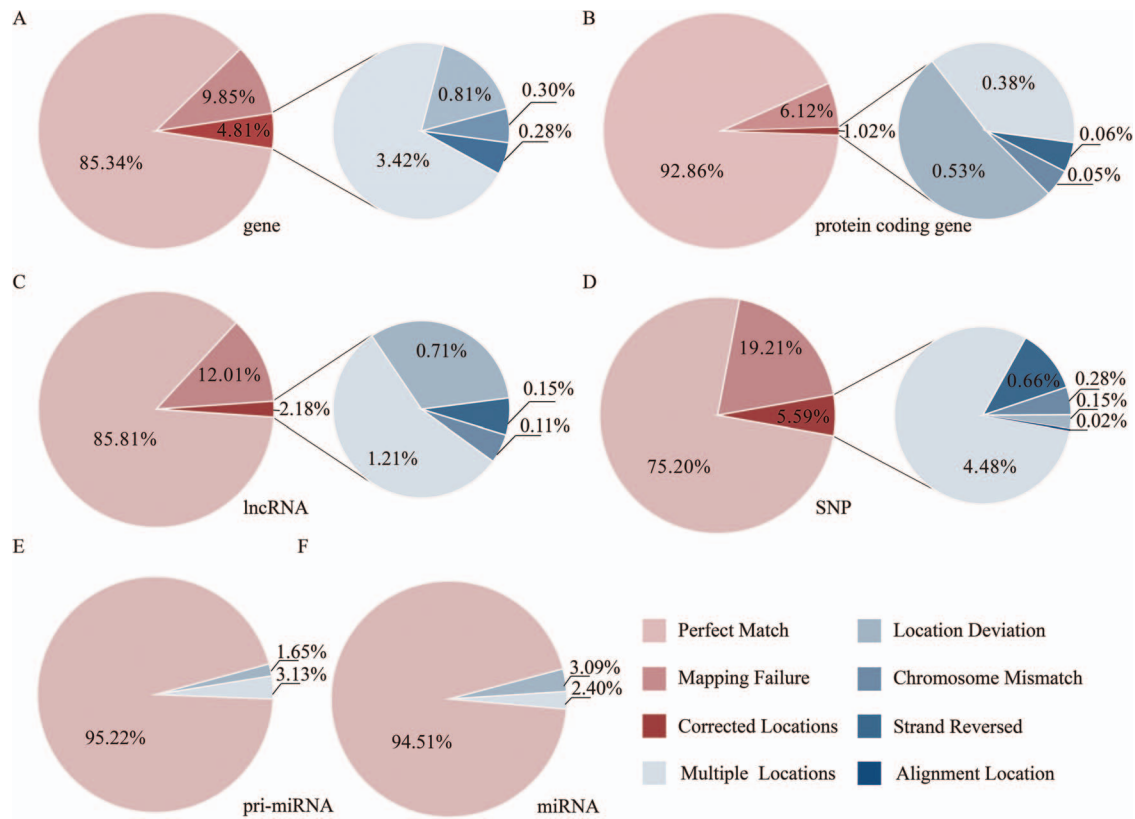 A
9.85%
4.81%
85.34%
gene
0.81%
0.30%
0.28%
3.42%
B
6.12%
1.02%
92.86%
protein coding gene
0.38%
0.06%
0.05%
0.53%
C
12.01%
2.18%
85.81%
lncRNA
0.71%
0.15%
0.11%
1.21%
D
19.21%
5.59%
75.20%
SNP
0.66%
0.28%
0.15%
0.02%
4.48%
E
1.65%
3.13%
95.22%
pri-miRNA
F
3.09%
2.40%
94.51%
miRNA
Perfect Match
Mapping Failure
Corrected Locations
Multiple Locations
Location Deviation
Chromosome Mismatch
Strand Reversed
Alignment Location